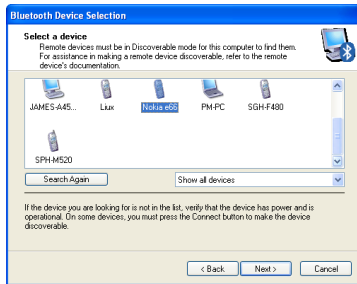 Bluetooth Device Selection
Select a device
Remote devices must be in Discoverable mode for this computer to find them.
For assistance in making a remote device discoverable, refer to the remote
device's documentation.
JAMES-A45... Liux Nokia e66 PM-PC SGH-F480
SPH-M520
Search Again Show all devices
If the device you are looking for is not in the list, verify that the device has power and is
operational. On some devices, you must press the Connect button to make the device
discoverable.
< Back Next > Cancel